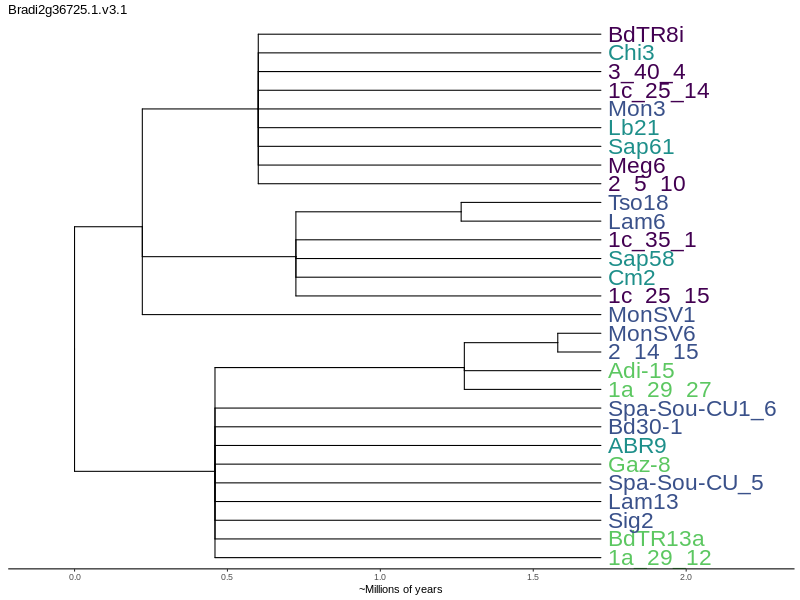 Bradi2g36725.1.v3.1
BdTR8i
Chi3
3_40_4
1c_25_14
Mon3
Lb21
Sap61
Meg6
2_5_10
Tso18
Lam6
1c_35_1
Sap58
Cm2
1c_25_15
MonSV1
MonSV6
2_14_15
Adi-15
1a_29_27
Spa-Sou-CU1_6
Bd30-1
ABR9
Gaz-8
Spa-Sou-CU_5
Lam13
Sig2
BdTR13a
1a_29_12
0.0 0.5 1.0 1.5 2.0
~Millions of years